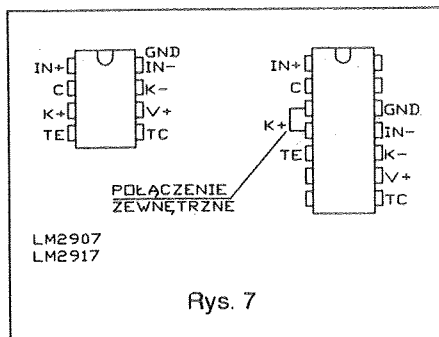 GND
IN+ IN-
C K-
K+ V+
TE TC
IN+
C
GND
K+
IN-
TE K-
V+
TC
POŁĄCZENIE
ZEWNĘTRZNE
LM2907
LM2917
Rys. 7